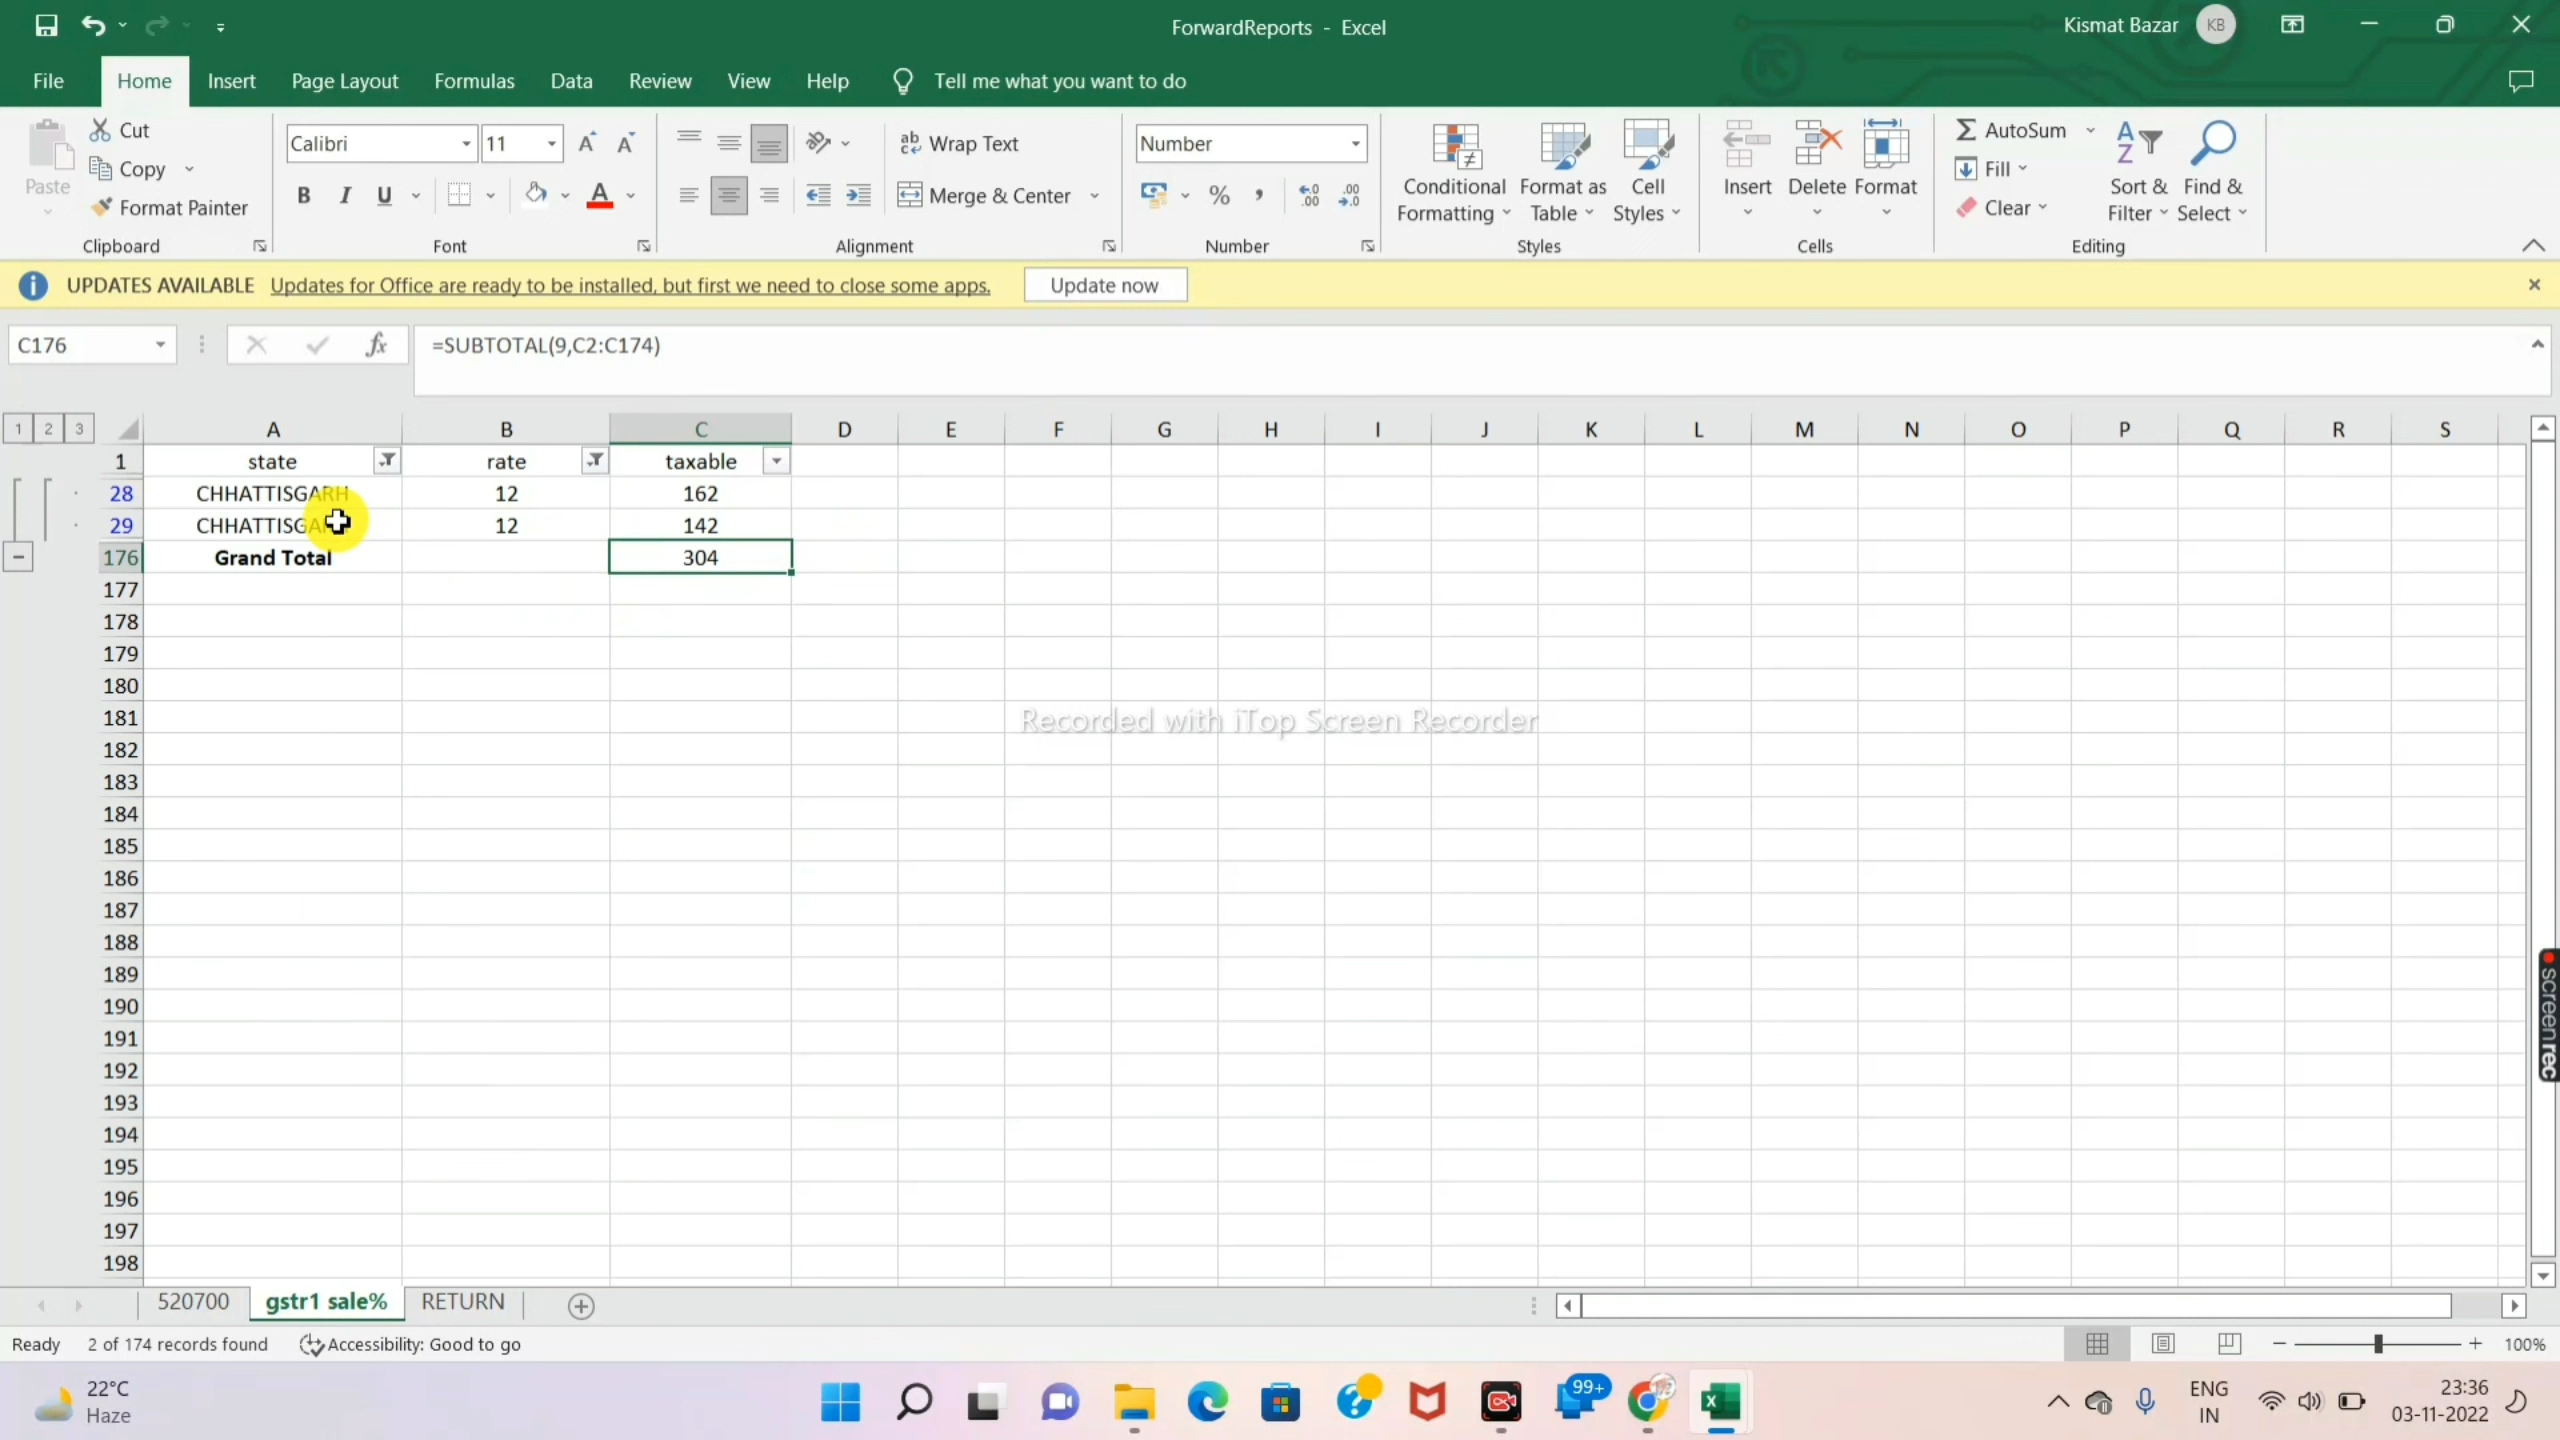 ForwardReports - Excel
Kismat Bazar KB
File Home Insert Page Layout Formulas Data Review View Help Tell me what you want to do
Paste
Cut
Copy
Format Painter
Clipboard
Calibri 11
B I U A
Font
Wrap Text
Merge & Center
Alignment
Number
% ,
Number
Conditional Formatting
Format as Table
Cell Styles
Styles
Insert Delete Format
Cells
AutoSum
Fill
Clear
Sort & Filter
Find & Select
Editing
UPDATES AVAILABLE Updates for Office are ready to be installed, but first we need to close some apps. Update now
C176 fx =SUBTOTAL(9,C2:C174)
1 2 3 A B C D E F G H I J K L M N O P Q R S
1 state rate taxable
28 CHHATTISGARH 12 162
29 12 142
176 Grand Total 304
177
178
179
180
181
182
183
184
185
186
187
188
189
190
191
192
193
194
195
196
197
198
Recorded with iTop Screen Recorder
screenrec
520700 gstr1 sale% RETURN
Ready 2 of 174 records found Accessibility: Good to go 100%
22°C
Haze
99+
ENG
IN
23:36
03-11-2022